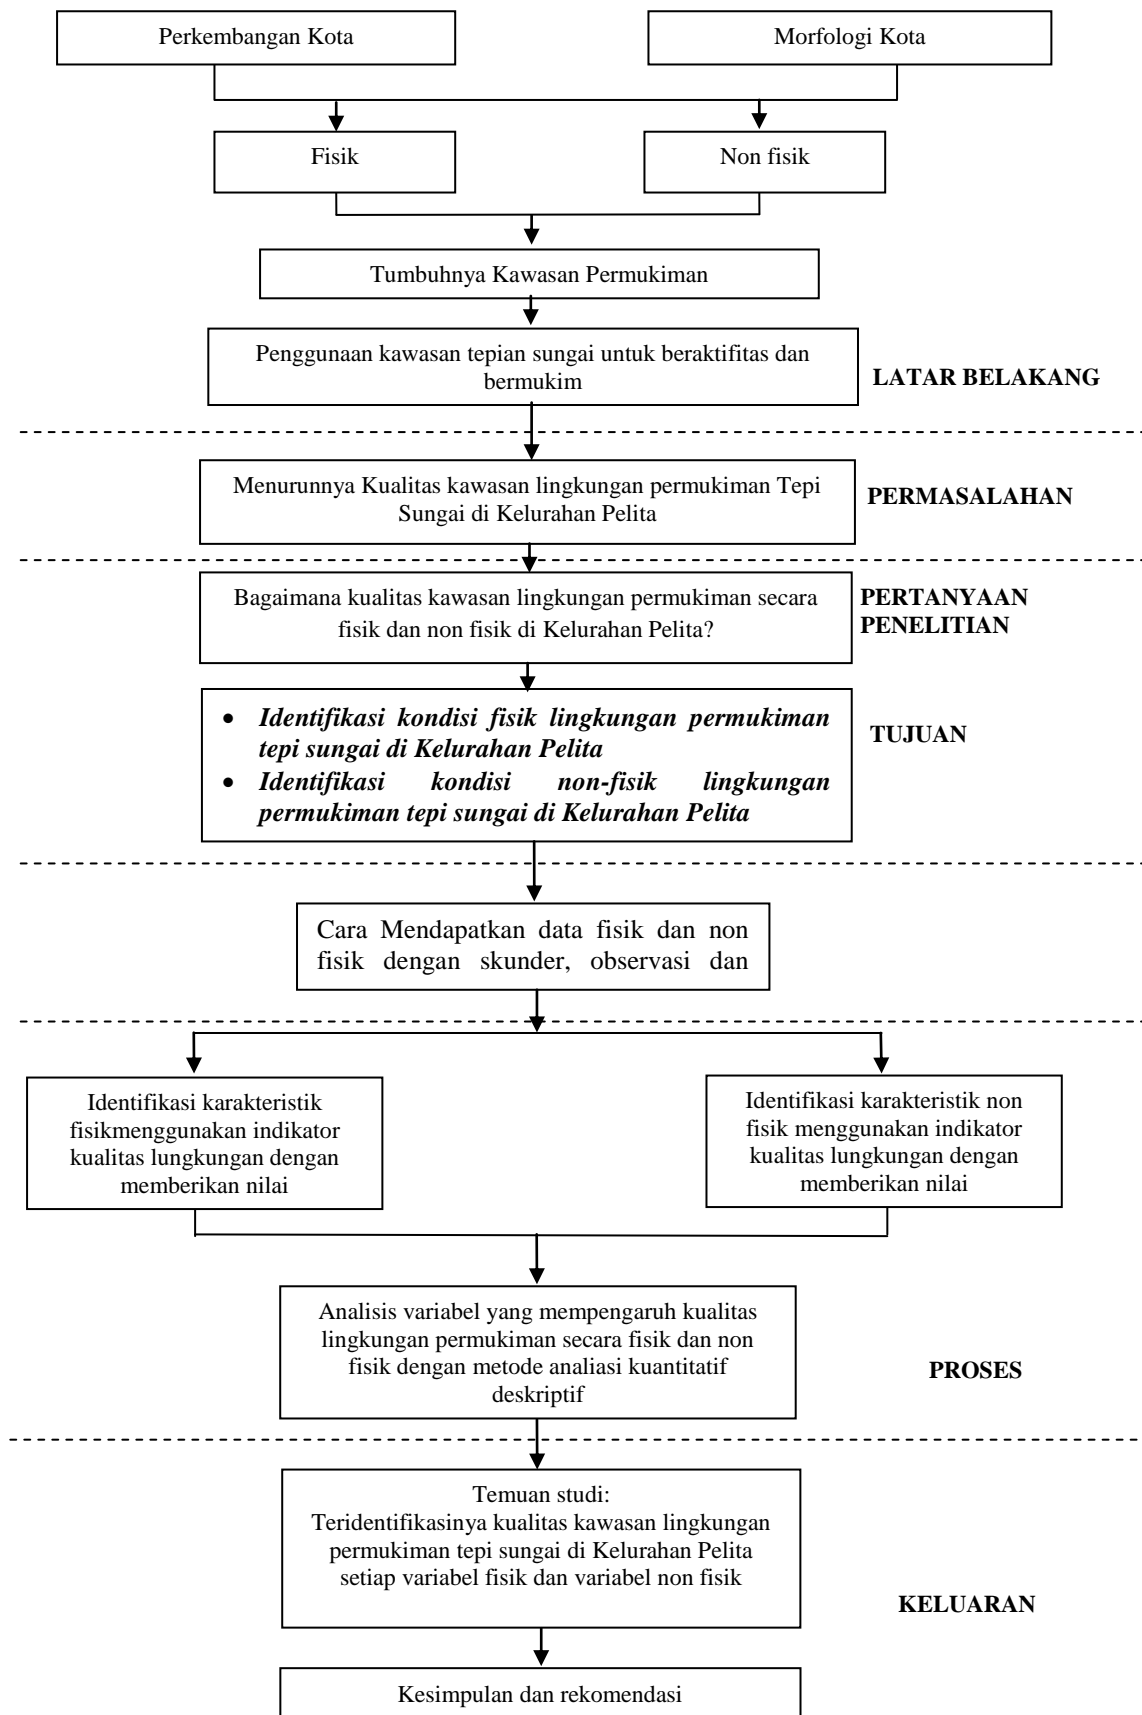 Perkembangan Kota
Morfologi Kota
Fisik
Non fisik
Tumbuhnya Kawasan Permukiman
Penggunaan kawasan tepian sungai untuk beraktifitas dan
bermukim
LATAR BELAKANG
Menurunnya Kualitas kawasan lingkungan permukiman Tepi
Sungai di Kelurahan Pelita
PERMASALAHAN
Bagaimana kualitas kawasan lingkungan permukiman secara
fisik dan non fisik di Kelurahan Pelita?
PERTANYAAN
PENELITIAN
• Identifikasi kondisi fisik lingkungan permukiman
tepi sungai di Kelurahan Pelita
• Identifikasi kondisi non-fisik lingkungan
permukiman tepi sungai di Kelurahan Pelita
TUJUAN
Cara Mendapatkan data fisik dan non
fisik dengan skunder, observasi dan
Identifikasi karakteristik
fisikmenggunakan indikator
kualitas lungkungan dengan
memberikan nilai
Identifikasi karakteristik non
fisik menggunakan indikator
kualitas lungkungan dengan
memberikan nilai
Analisis variabel yang mempengaruh kualitas
lingkungan permukiman secara fisik dan non
fisik dengan metode analiasi kuantitatif
deskriptif
PROSES
Temuan studi:
Teridentifikasinya kualitas kawasan lingkungan
permukiman tepi sungai di Kelurahan Pelita
setiap variabel fisik dan variabel non fisik
KELUARAN
Kesimpulan dan rekomendasi